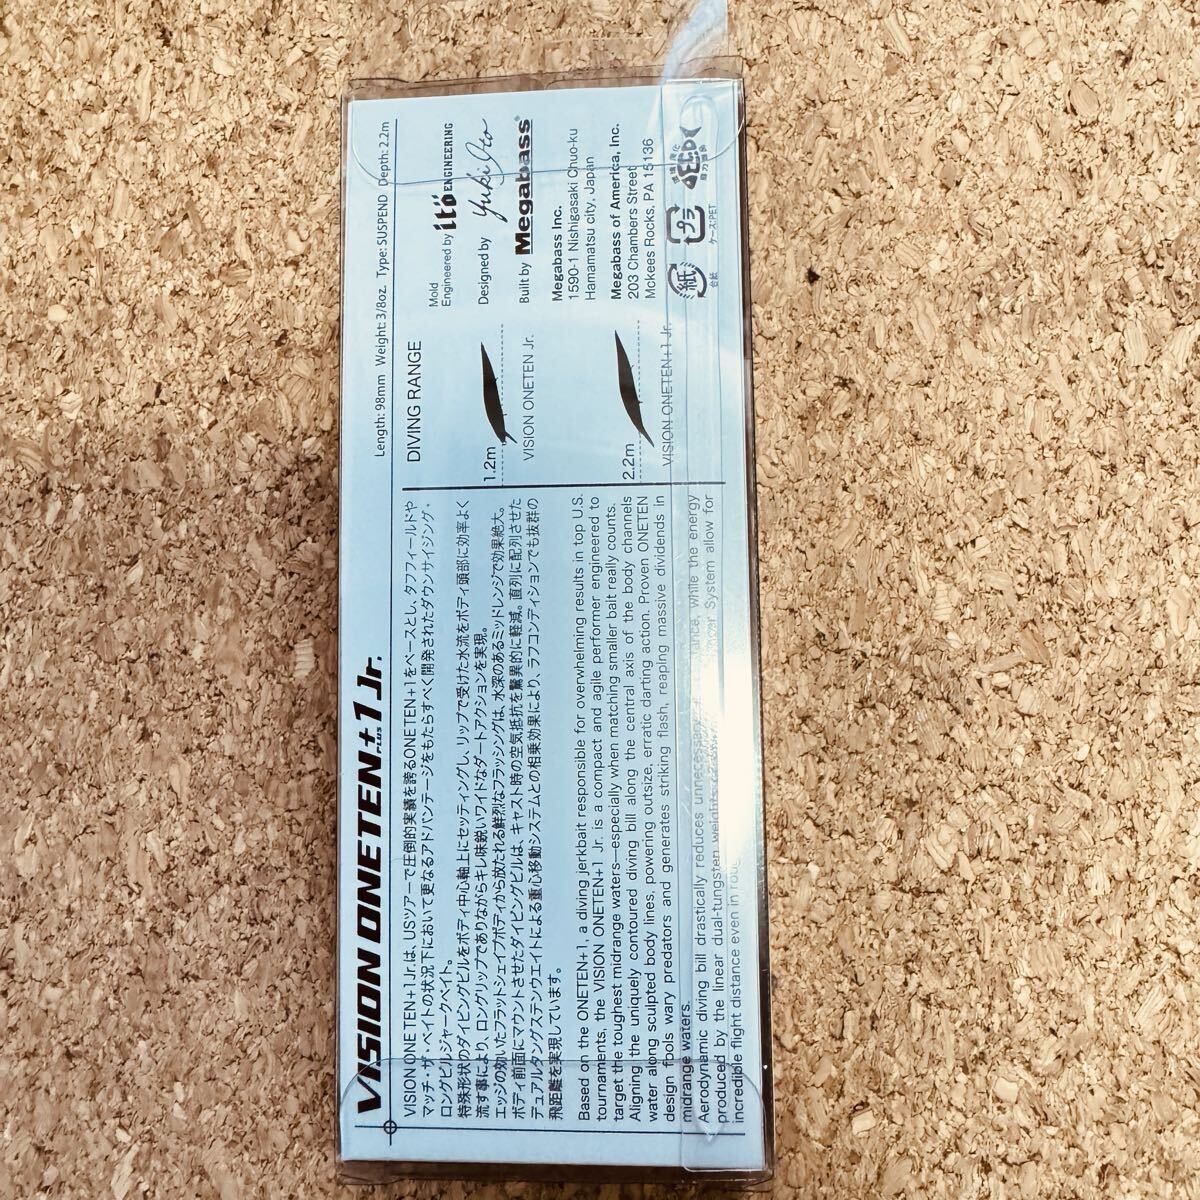 VISION ONETEN+1 Jr.
PLUS
Length: 98mm Weight: 3/8oz. Type: SUSPEND Depth: 2.2m
VISION ONETEN+1Jr.は、USツアーで圧倒的実績を誇るONETEN+1をベースとし、タフフィールドや
マッチ・ザ・ベイトの状況下において更なるアドバンテージをもたらすべく開発されたダウンサイジング・
ロングビルジャークベイト。
特殊形状のダイビングビルをボディ中心軸上にセッティングし、リップで受けた水流をボディ頭部に効率よく
流す事により、ロングリップでありながらキレ味鋭いワイドなダートアクションを実現。
エッジの効いたフラットシェイプボディから放たれる鮮烈なフラッシングは、水深のあるミッドレンジで効果絶大。
ボディ前面にマウントさせたダイビングビルは、キャスト時の空気抵抗を驚異的に軽減。直列に配列させた
デュアルタングステンウエイトによる重心移動システムとの相乗効果により、ラフコンディションでも抜群の
飛距離を実現しています。
Based on the ONETEN+1, a diving jerkbait responsible for overwhelming results in top U.S.
tournaments, the VISION ONETEN+1 Jr. is a compact and agile performer engineered to
target the toughest midrange waters—especially when matching smaller bait really counts.
Aligning the uniquely contoured diving bill along the central axis of the body channels
water along sculpted body lines, powering outsize, erratic darting action. Proven ONETEN
design fools wary predators and generates striking flash, reaping massive dividends in
midrange waters.
Aerodynamic diving bill drastically reduces unnecessary while the energy
produced by the linear dual-tungsten weight System allow for
incredible flight distance even in
DIVING RANGE
1.2m
VISION ONETEN Jr.
2.2m
VISION ONETEN+1 Jr.
Mold
Engineered by itö ENGINEERING
Designed by Yuki Ito
Built by Megabass®
Megabass Inc.
1590-1 Nishigasaki Chuo-ku
Hamamatsu city, Japan
Megabass of America, Inc.
203 Chambers Street
Mckees Rocks, PA 15136
紙
台紙
プラ
ケース:PET
ECO